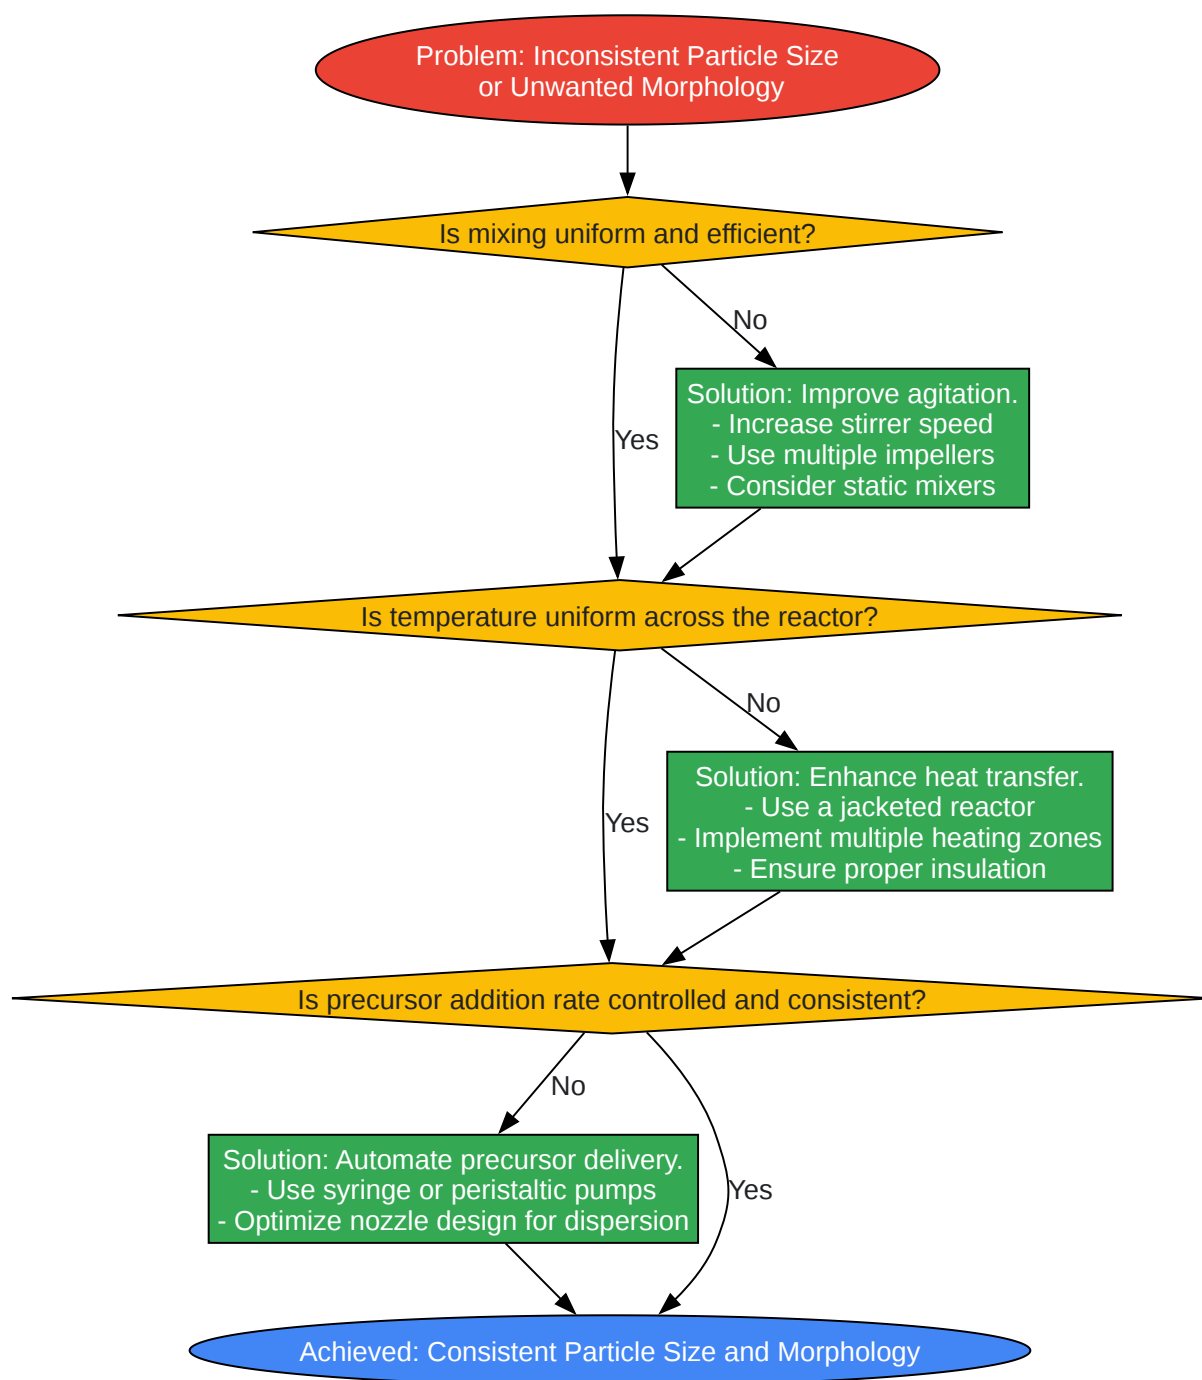 Problem: Inconsistent Particle Size
or Unwanted Morphology
Is mixing uniform and efficient?
No
Solution: Improve agitation.
- Increase stirrer speed
- Use multiple impellers
- Consider static mixers
Yes
Is temperature uniform across the reactor?
No
Solution: Enhance heat transfer.
- Use a jacketed reactor
- Implement multiple heating zones
- Ensure proper insulation
Yes
Is precursor addition rate controlled and consistent?
No
Solution: Automate precursor delivery.
- Use syringe or peristaltic pumps
- Optimize nozzle design for dispersion
Yes
Achieved: Consistent Particle Size and Morphology